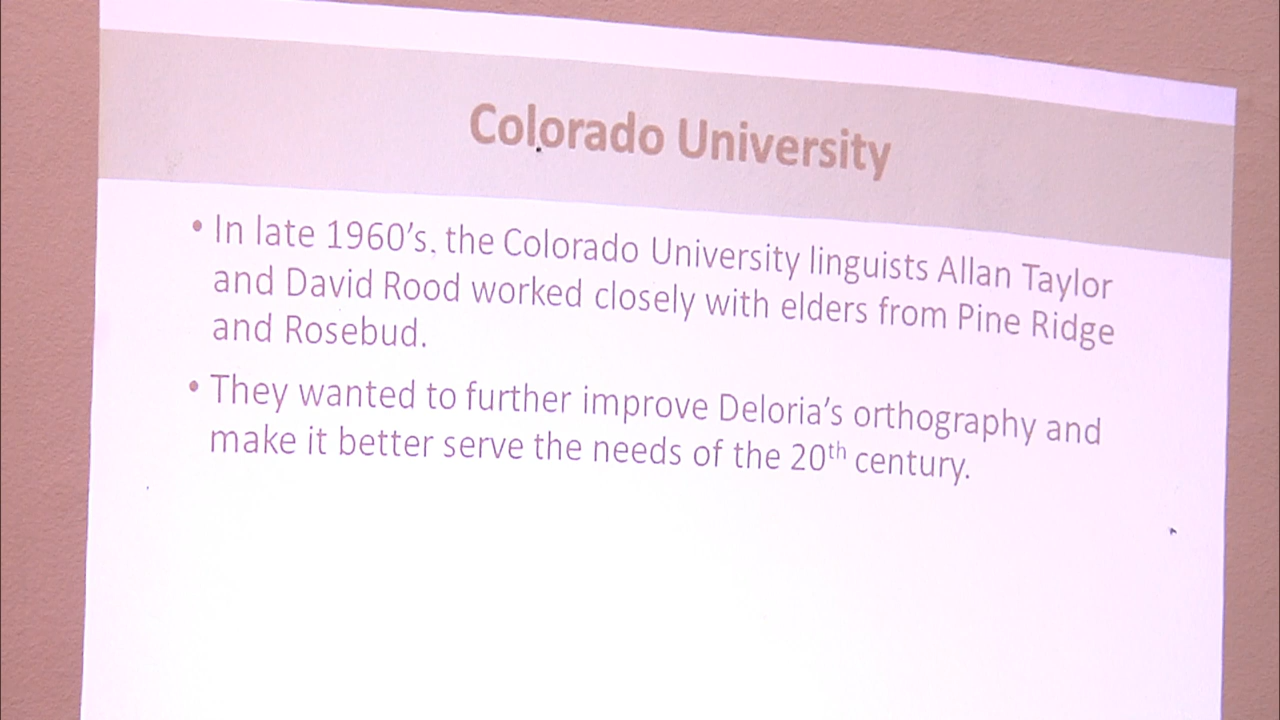 Colorado University
• In late 1960's. the Colorado University linguists Allan Taylor
and David Rood worked closely with elders from Pine Ridge
and Rosebud.
• They wanted to further improve Deloria's orthography and
make it better serve the needs of the 20th century.